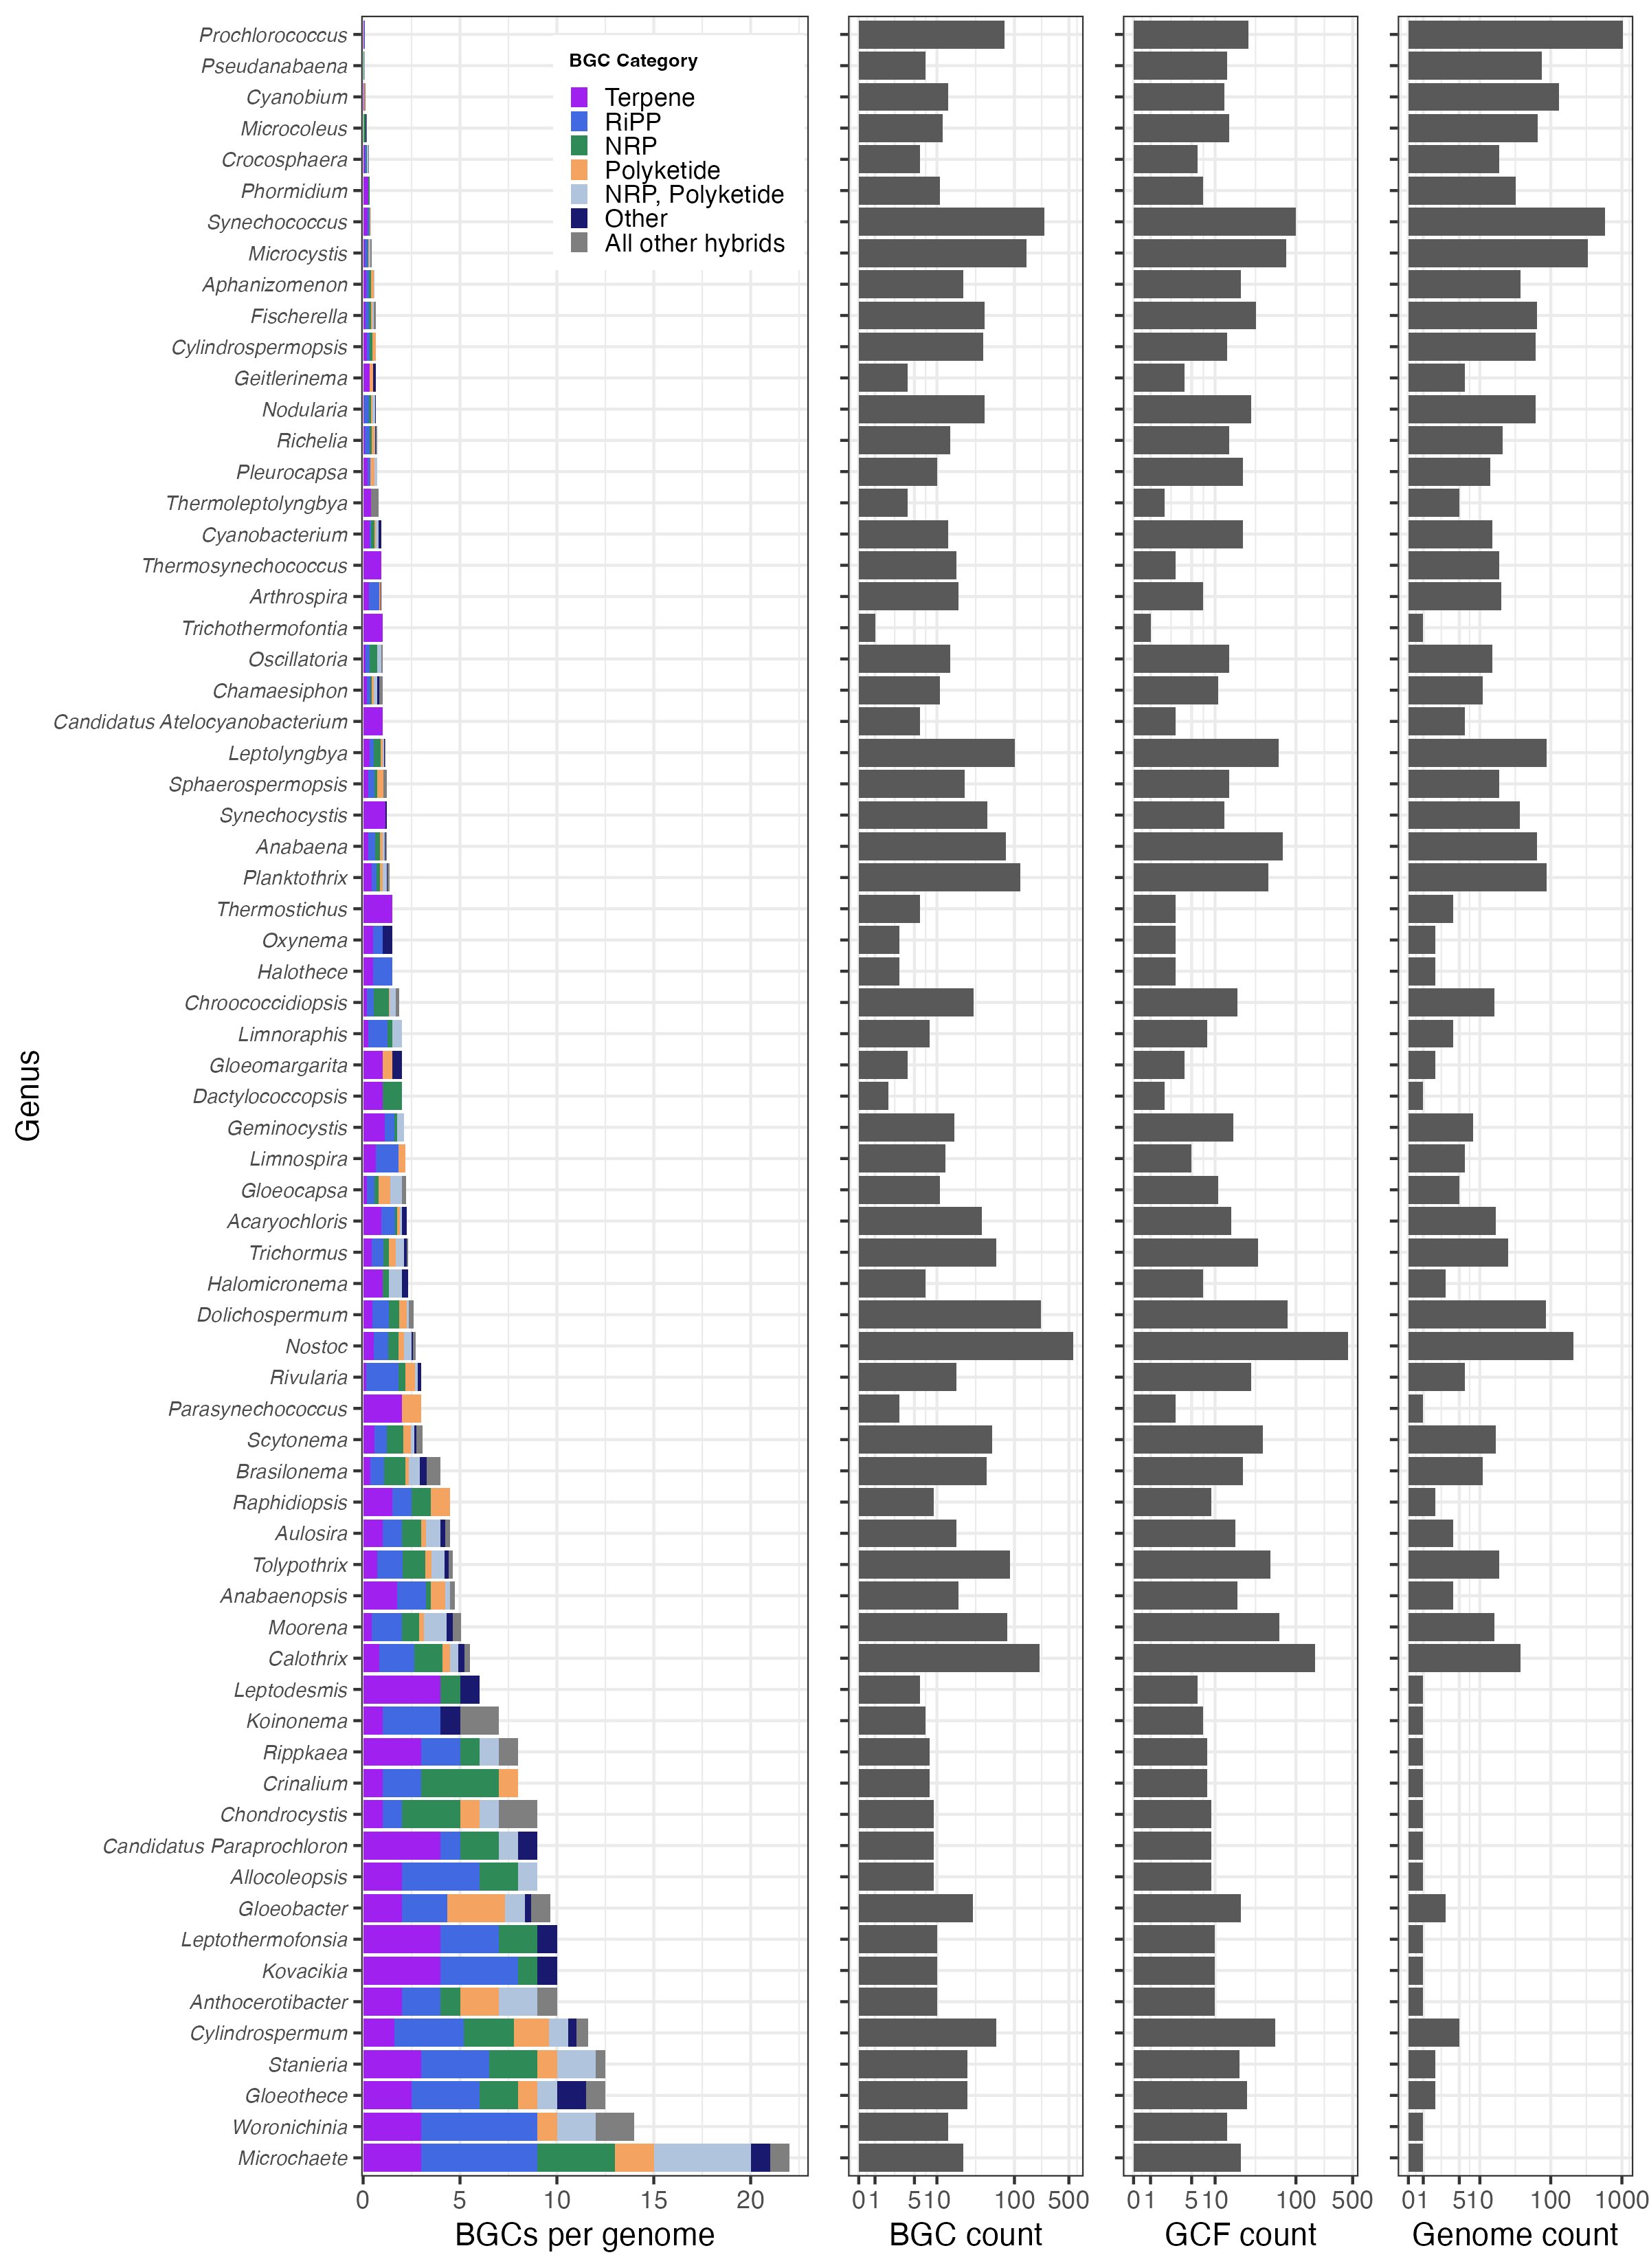 Prochlorococcus
Pseudanabaena
Cyanobium
Microcoleus
Crocosphaera
Phormidium
Synechococcus
Microcystis
Aphanizomenon
Fischerella
Cylindrospermopsis
Geitlerinema
Nodularia
Richelia
Pleurocapsa
Thermoleptolyngbya
Cyanobacterium
Thermosynechococcus
Arthrospira
Trichothermofontia
Oscillatoria
Chamaesiphon
Candidatus Atelocyanobacterium
Leptolyngbya
Sphaerospermopsis
Synechocystis
Anabaena
Planktothrix
Thermostichus
Oxynema
Halothece
Chroococcidiopsis
Limnoraphis
Gloeomargarita
Dactylococcopsis
Geminocystis
Limnospira
Gloeocapsa
Acaryochloris
Trichormus
Halomicronema
Dolichospermum
Nostoc
Rivularia
Parasynechococcus
Scytonema
Brasilonema
Raphidiopsis
Aulosira
Tolypothrix
Anabaenopsis
Moorena
Calothrix
Leptodesmis
Koinonema
Rippkaea
Crinalium
Chondrocystis
Candidatus Paraprochloron
Allocoleopsis
Gloeobacter
Leptothermofonsia
Kovacikia
Anthocerotibacter
Cylindrospermum
Stanieria
Gloeothece
Woronichinia
Microchaete
Genus
BGC Category
Terpene
RiPP
NRP
Polyketide
NRP, Polyketide
Other
All other hybrids
0 5 10 15 20
BGCs per genome
0 1 5 10 100 500
BGC count
0 1 5 10 100 500
GCF count
0 1 5 10 100 1000
Genome count